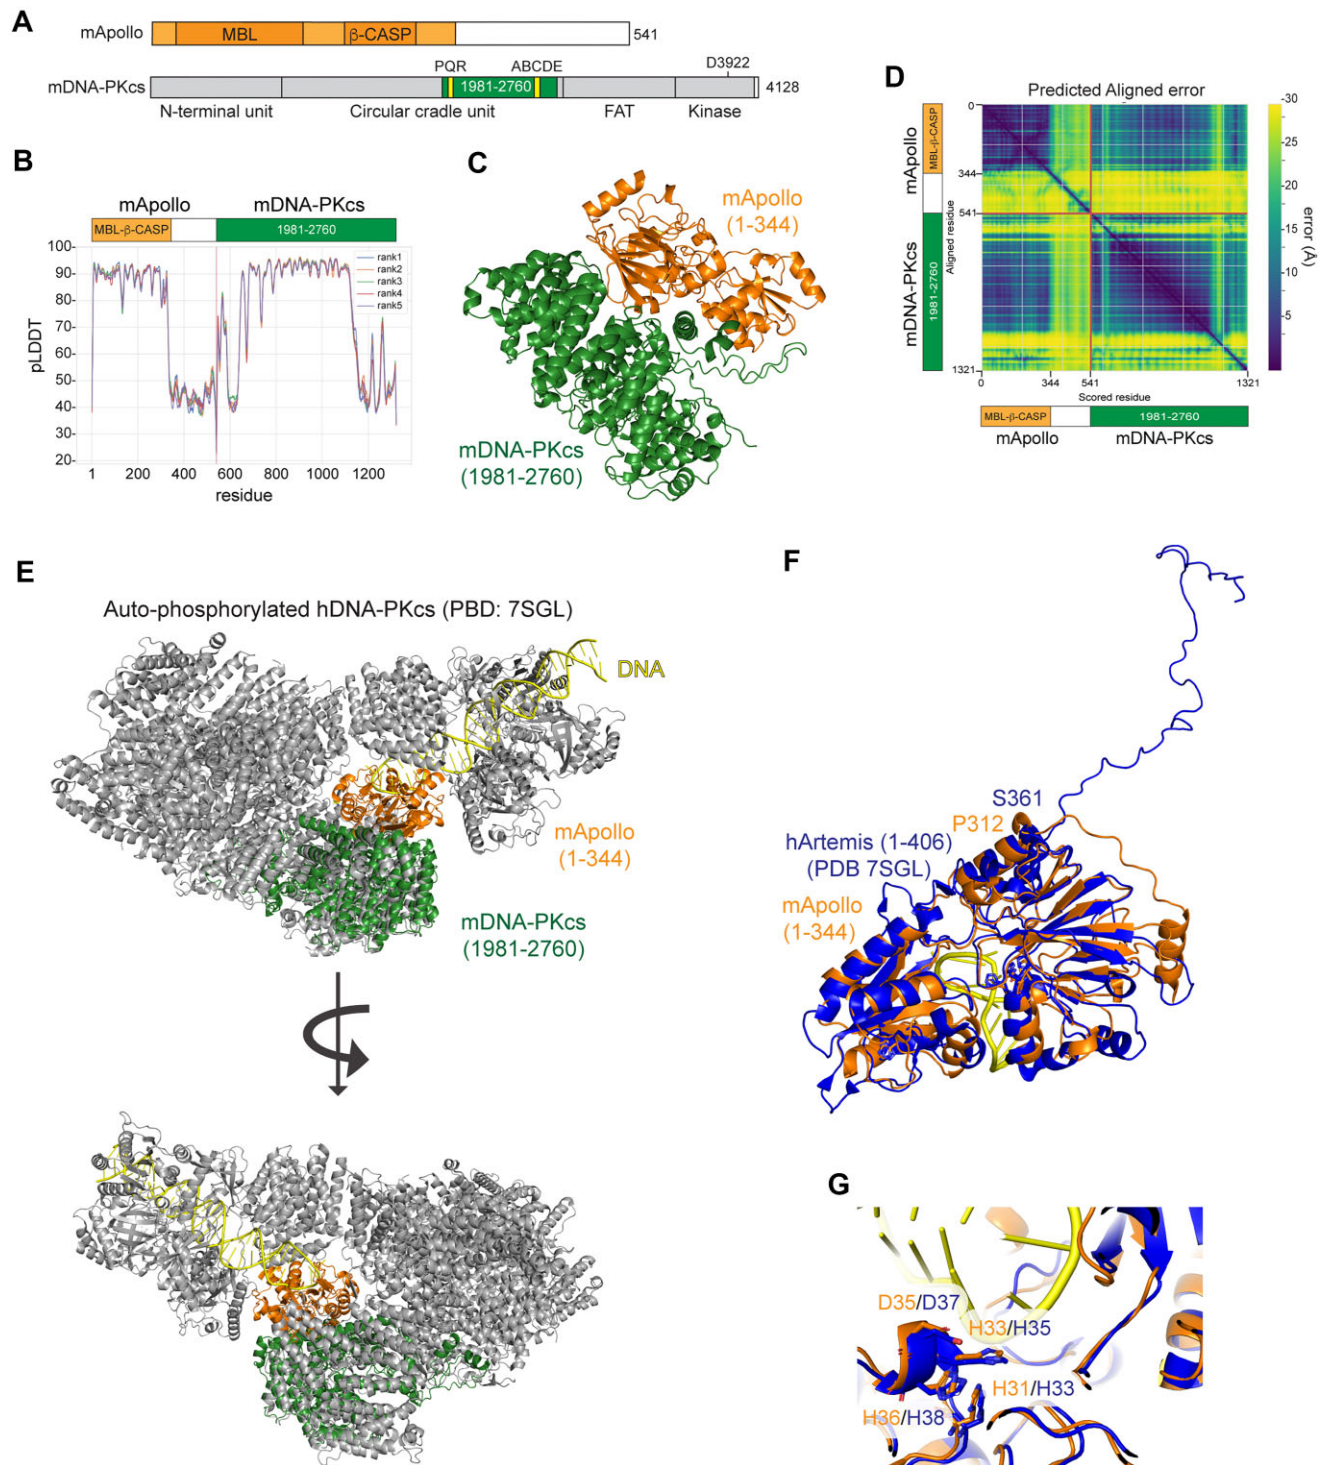 A
mApollo
MBL
β-CASP
541
mDNA-PKcs
PQR
1981-2760
ABCDE
D3922
4128
N-terminal unit
Circular cradle unit
FAT
Kinase
B
mApollo
mDNA-PKcs
MBL-β-CASP
1981-2760
100-
90-
80-
70-
60-
50-
40-
30-
20-
pLDDT
rank1
rank2
rank3
rank4
rank5
1
200
400
600
800
1000
1200
residue
C
mApollo
(1-344)
mDNA-PKcs
(1981-2760)
D
Predicted Aligned error
mApollo
MBL-β-CASP
mDNA-PKcs
1981-2760
Aligned residue
0
344
541
1321
0
344
541
1321
Scored residue
MBL-β-CASP
1981-2760
mApollo
mDNA-PKcs
-30
-25
-20
-15
-10
-5
error (Å)
E
Auto-phosphorylated hDNA-PKcs (PBD: 7SGL)
DNA
mApollo
(1-344)
mDNA-PKcs
(1981-2760)
F
S361
P312
hArtemis (1-406)
(PDB 7SGL)
mApollo
(1-344)
G
D35/D37
H33/H35
H31/H33
H36/H38